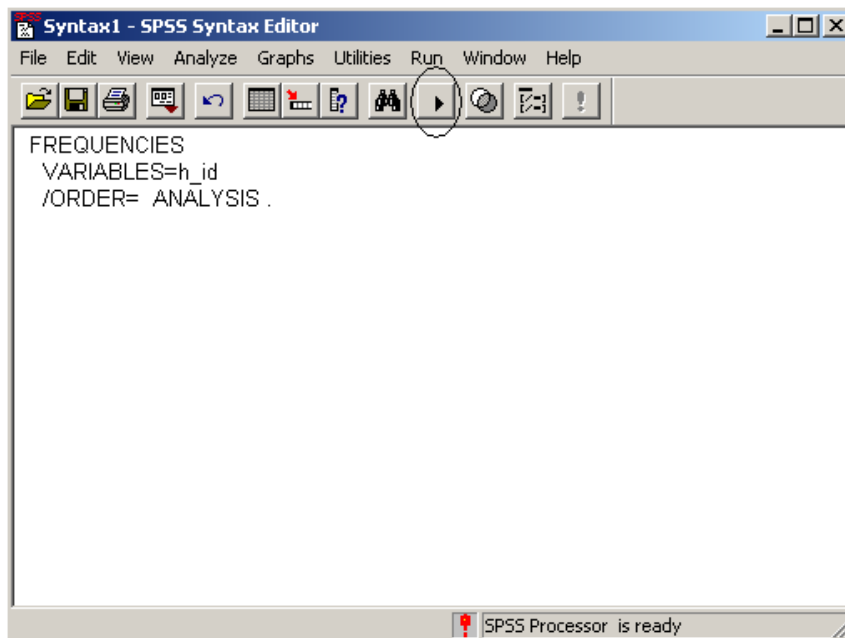 SPSS Syntax1 - SPSS Syntax Editor
File Edit View Analyze Graphs Utilities Run Window Help
FREQUENCIES
VARIABLES=h_id
/ORDER= ANALYSIS .
SPSS Processor is ready